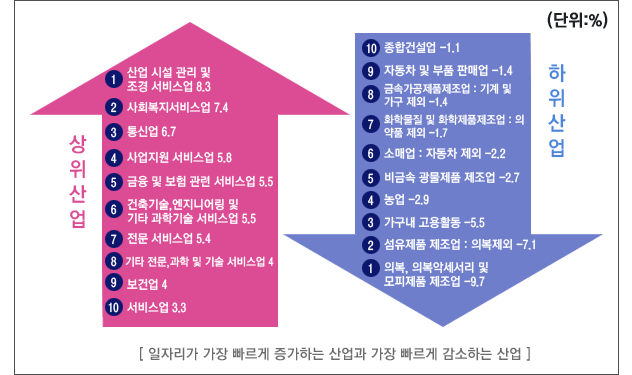 (단위:%)
상위산업
1 산업 시설 관리 및
조경 서비스업 8.3
2 사회복지서비스업 7.4
3 통신업 6.7
4 사업지원 서비스업 5.8
5 금융 및 보험 관련 서비스업 5.5
6 건축기술,엔지니어링 및
기타 과학기술 서비스업 5.5
7 전문 서비스업 5.4
8 기타 전문,과학 및 기술 서비스업 4
9 보건업 4
10 서비스업 3.3
하위산업
10 종합건설업 -1.1
9 자동차 및 부품 판매업 -1.4
8 금속가공제품제조업 : 기계 및
가구 제외 -1.4
7 화학물질 및 화학제품제조업 : 의
약품 제외 -1.7
6 소매업 : 자동차 제외 -2.2
5 비금속 광물제품 제조업 -2.7
4 농업 -2.9
3 가구내 고용활동 -5.5
2 섬유제품 제조업 : 의복제외 -7.1
1 의복, 의복악세서리 및
모피제품 제조업 -9.7
[ 일자리가 가장 빠르게 증가하는 산업과 가장 빠르게 감소하는 산업 ]